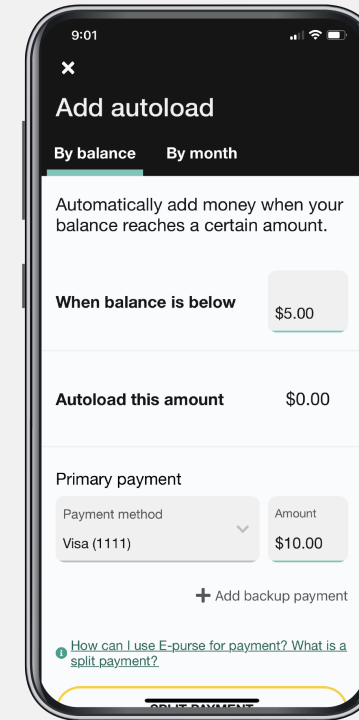 9:01
Add autoload
By balance By month
Automatically add money when your
balance reaches a certain amount.
When balance is below $5.00
Autoload this amount $0.00
Primary payment
Payment method Amount
Visa (1111) $10.00
Add backup payment
How can I use E-purse for payment? What is a
split payment?
SPLIT PAYMENT